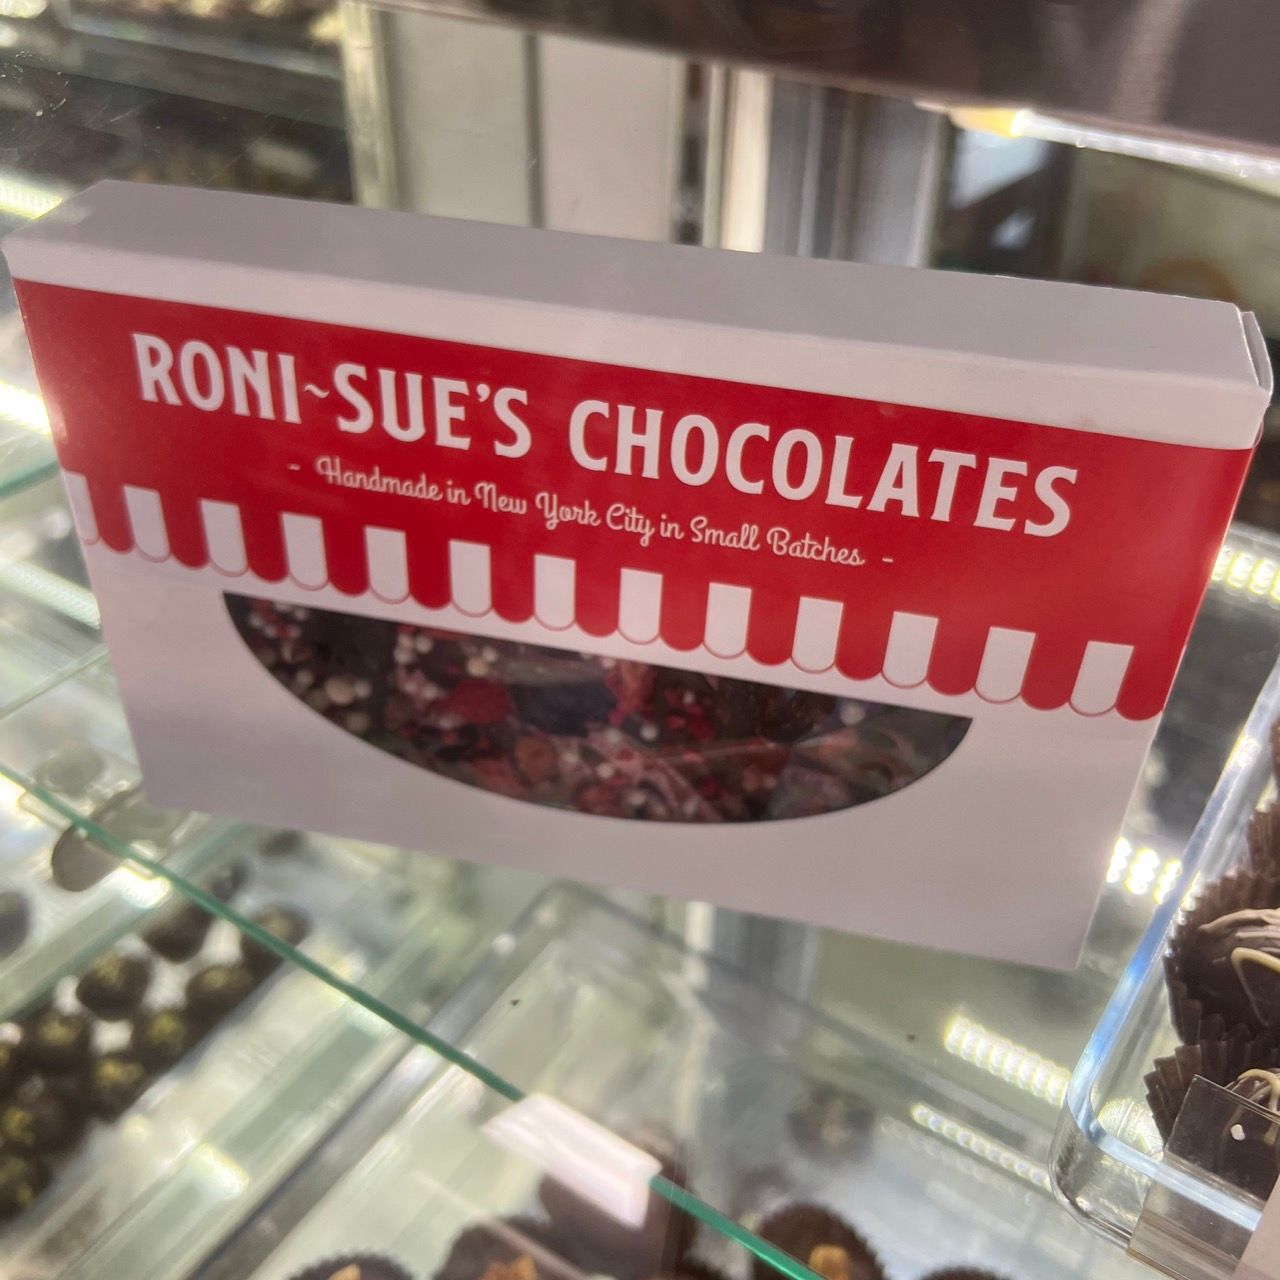 RONI~SUE'S CHOCOLATES
- Handmade in New York City in Small Batches -